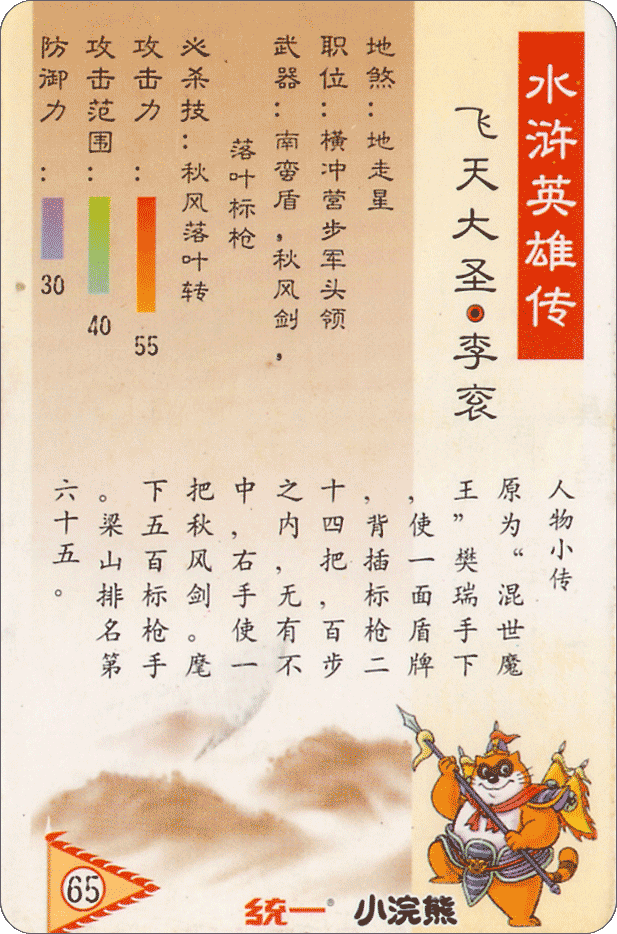 水浒英雄传
飞天大圣·李衮
地煞：地走星
职位：横冲营步军头领
武器：南蛮盾，秋风剑，
落叶标枪
必杀技：秋风落叶转
攻击力：
55
攻击范围：
40
防御力：
30
人物小传
原为“混世魔
王”樊瑞手下
，使一面盾牌
，背插标枪二
十四把，百步
之内，无有不
中，右手使一
把秋风剑。麾
下五百标枪手
。梁山排名第
六十五。
65
统一®小浣熊